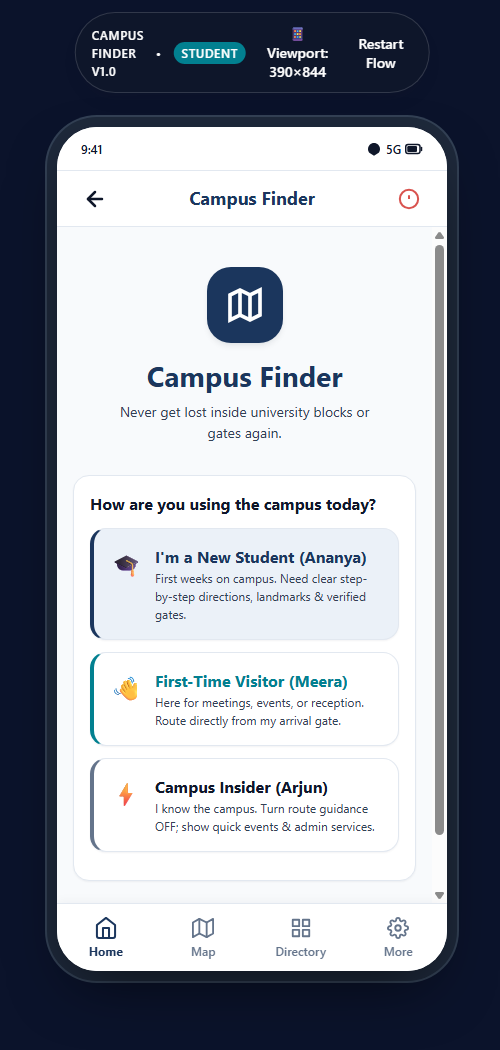 CAMPUS
FINDER
V1.0
•
STUDENT
Viewport:
390×844
Restart
Flow
9:41
5G
Campus Finder
Campus Finder
Never get lost inside university blocks or
gates again.
How are you using the campus today?
I'm a New Student (Ananya)
First weeks on campus. Need clear step-
by-step directions, landmarks & verified
gates.
First-Time Visitor (Meera)
Here for meetings, events, or reception.
Route directly from my arrival gate.
Campus Insider (Arjun)
I know the campus. Turn route guidance
OFF; show quick events & admin services.
Home
Map
Directory
More